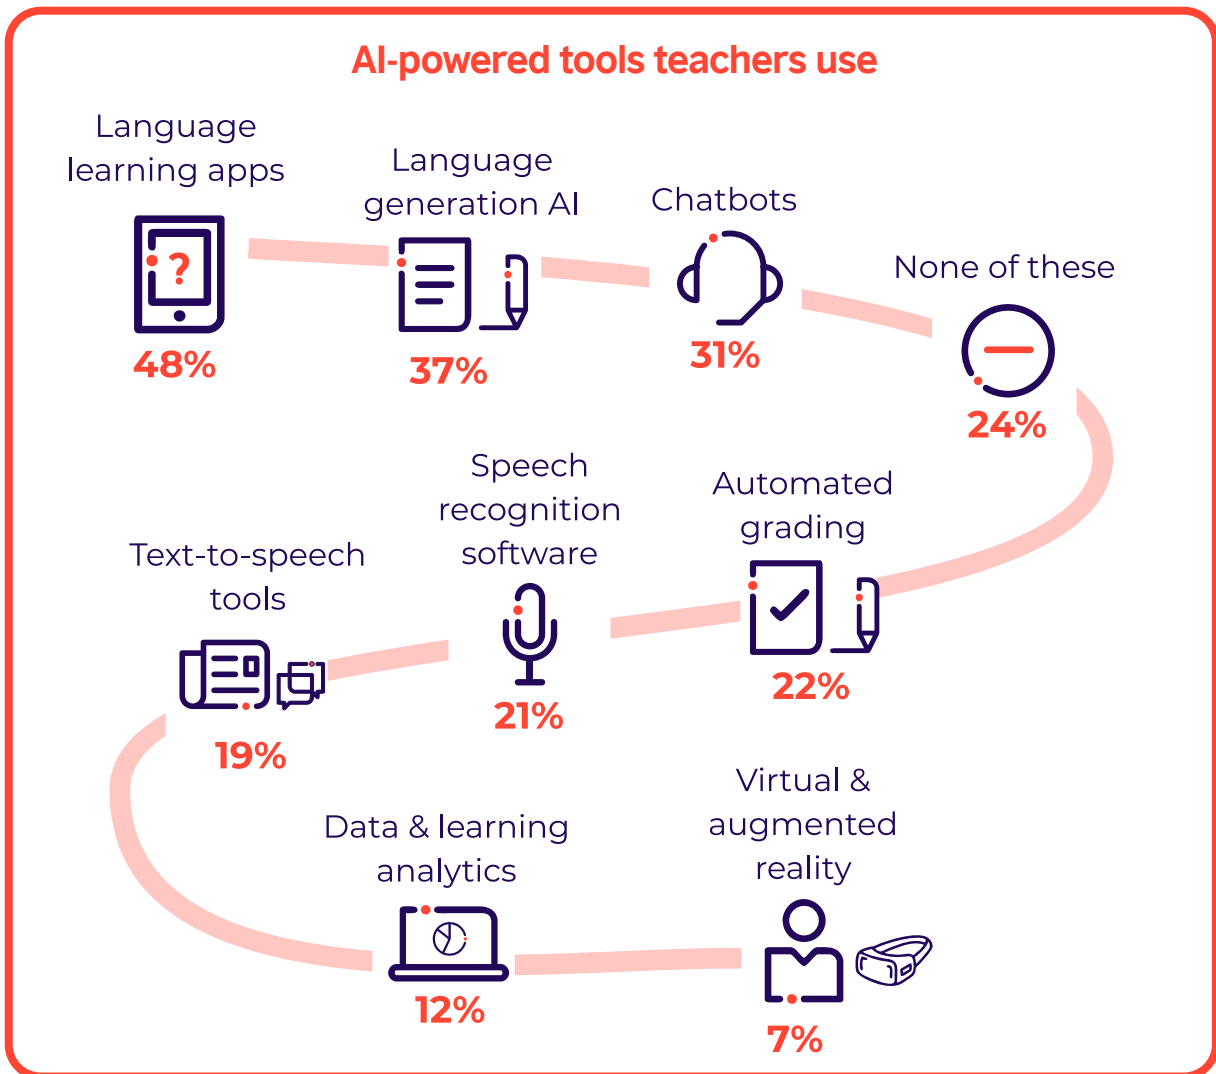 AI-powered tools teachers use
Language
learning apps
?
48%
Language
generation AI
37%
Chatbots
31%
None of these
24%
Automated
grading
22%
Speech
recognition
software
21%
Text-to-speech
tools
19%
Data & learning
analytics
12%
Virtual &
augmented
reality
7%